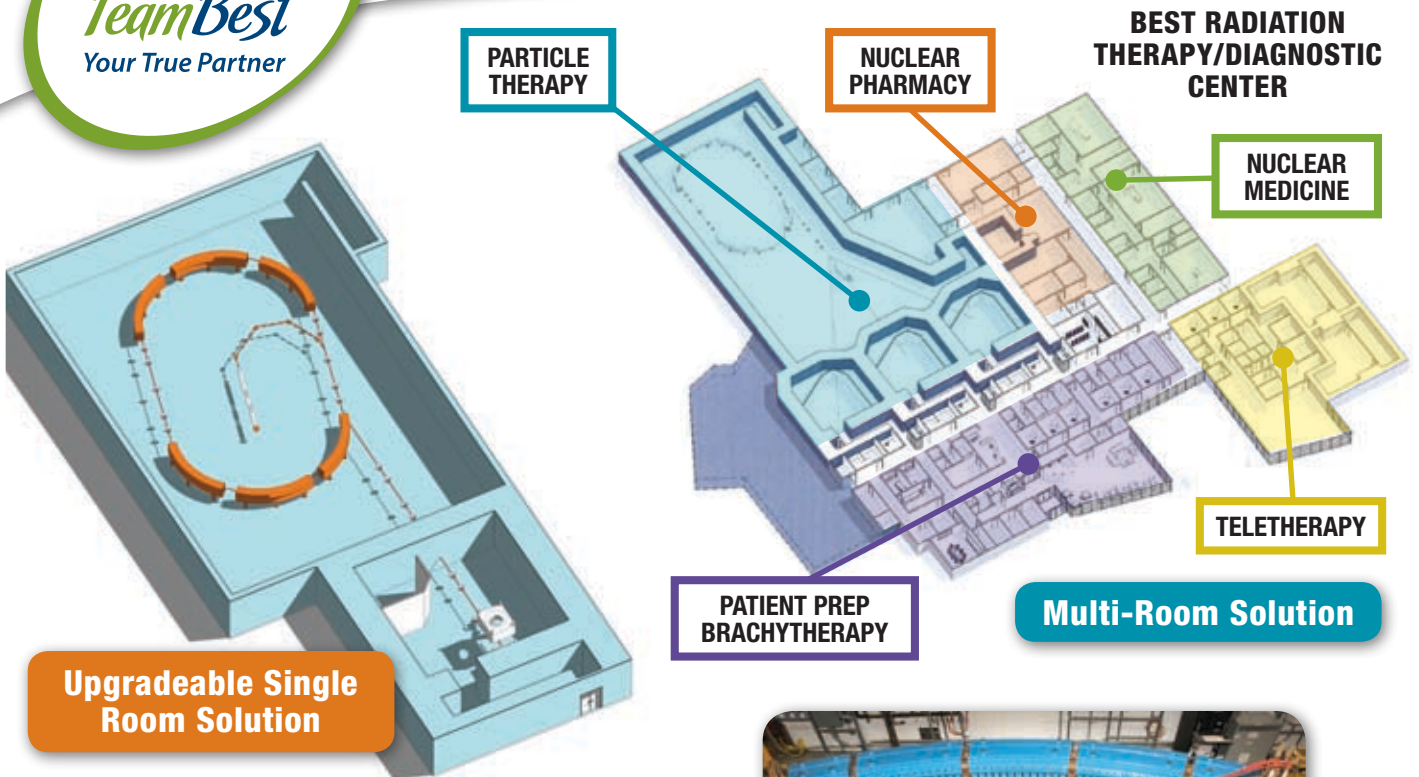 TeamBest
Your True Partner
PARTICLE
THERAPY
NUCLEAR
PHARMACY
BEST RADIATION
THERAPY/DIAGNOSTIC
CENTER
NUCLEAR
MEDICINE
TELETHERAPY
PATIENT PREP
BRACHYTHERAPY
Multi-Room Solution
Upgradeable Single
Room Solution